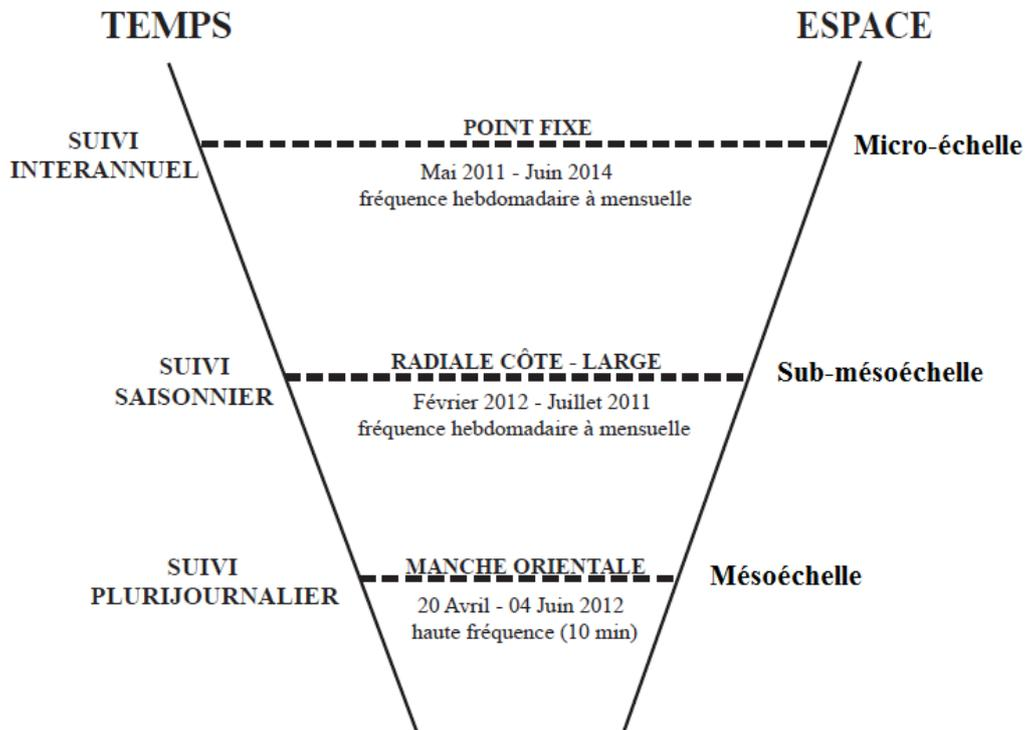 TEMPS
ESPACE
SUIVI
INTERANNUEL
POINT FIXE
Mai 2011 - Juin 2014
fréquence hebdomadaire à mensuelle
Micro-échelle
SUIVI
SAISONNIER
RADIALE CÔTE - LARGE
Février 2012 - Juillet 2011
fréquence hebdomadaire à mensuelle
Sub-mésoéchelle
SUIVI
PLURIJOURNALIER
MANCHE ORIENTALE
20 Avril - 04 Juin 2012
haute fréquence (10 min)
Mésoéchelle